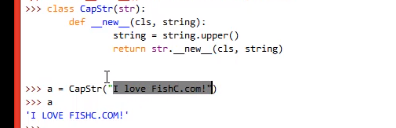 >>> class CapStr(str):
        def __new__(cls, string):
                string = string.upper()
                return str.__new__(cls, string)
>>> a = CapStr("I love FishC.com!")
>>> a
'I LOVE FISHC.COM!'
>>>